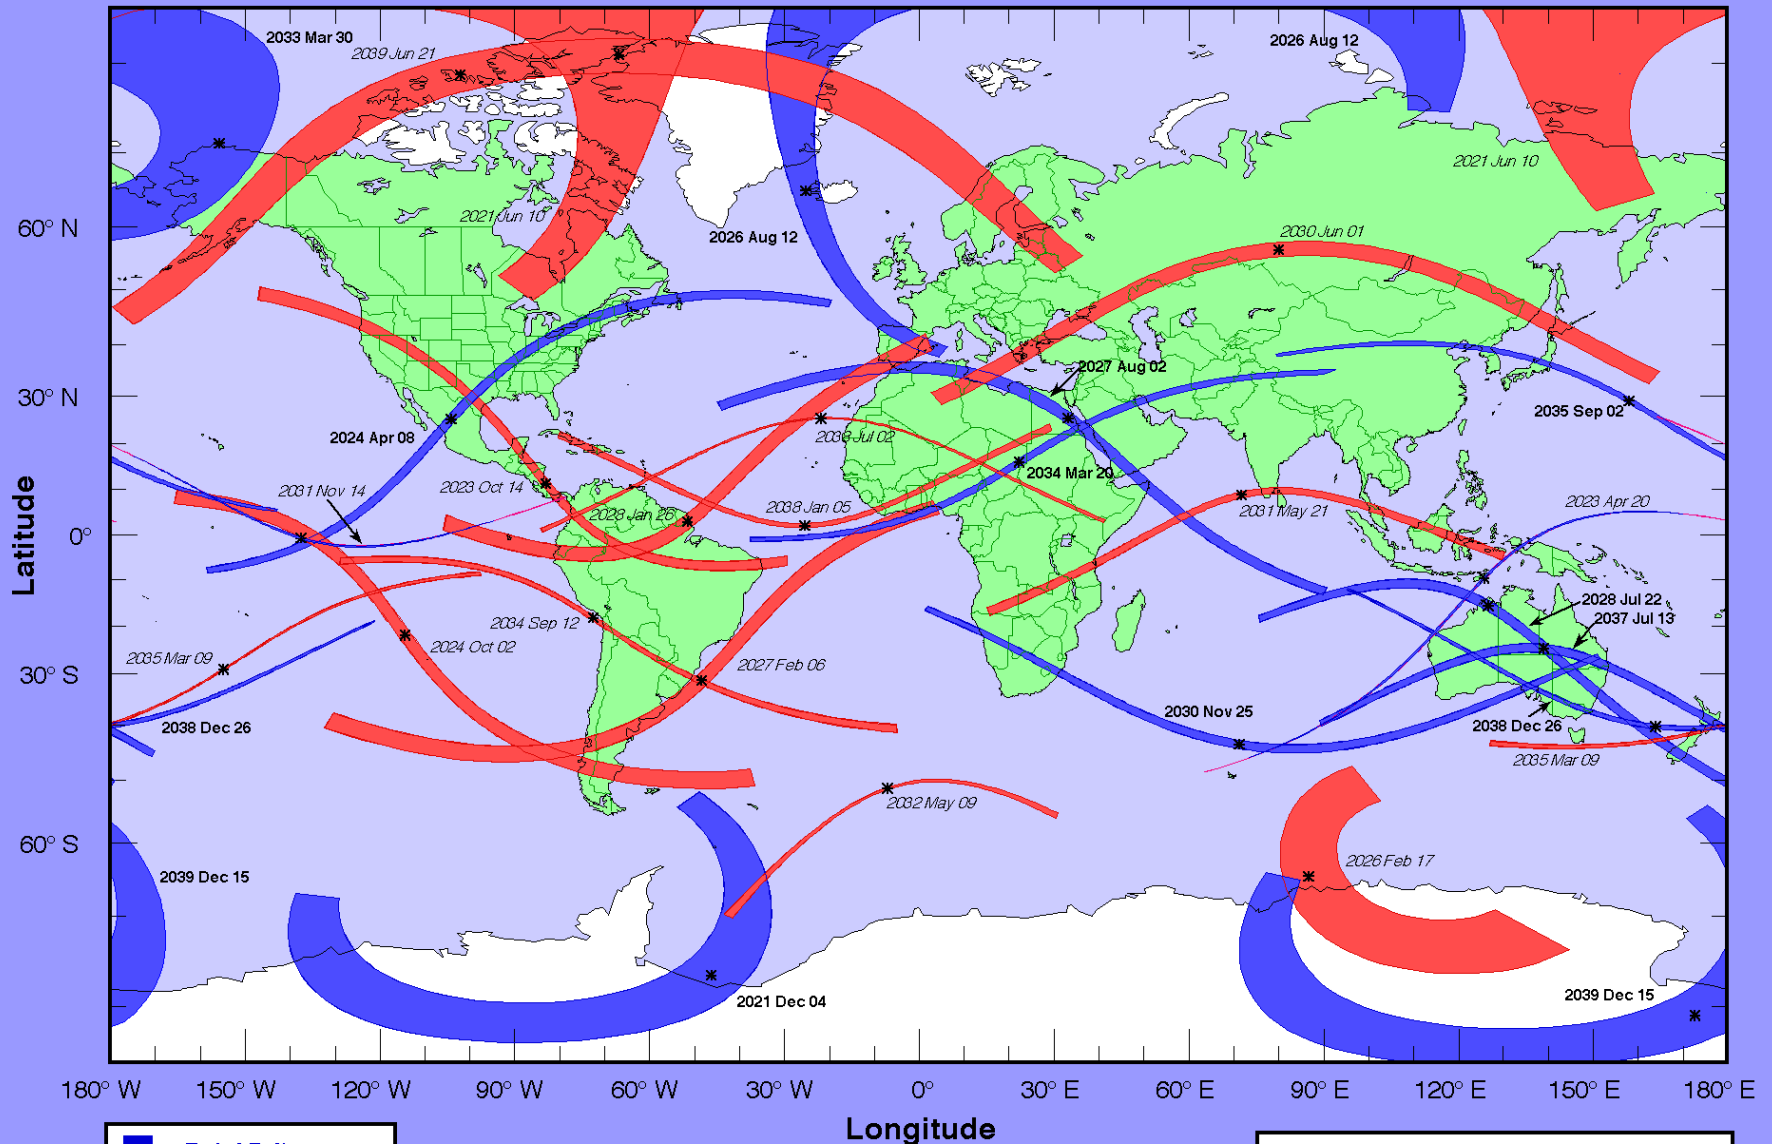 2033 Mar 30
2039 Jun 21
2026 Aug 12
2021 Jun 10
2021 Jun 10
60° N
2026 Aug 12
2030 Jun 01
2027 Aug 02
30° N
2035 Sep 02
2024 Apr 08
2038 Jul 02
2034 Mar 20
2031 Nov 14
2023 Oct 14
2028 Jan 26
2038 Jan 05
2031 May 21
2023 Apr 20
Latitude
0°
2028 Jul 22
2037 Jul 13
2034 Sep 12
2024 Oct 02
2035 Mar 09
2027 Feb 06
30° S
2038 Dec 26
2030 Nov 25
2038 Dec 26
2035 Mar 09
2032 May 09
60° S
2026 Feb 17
2039 Dec 15
2021 Dec 04
2039 Dec 15
180° W 150° W 120° W 90° W 60° W 30° W 0° 30° E 60° E 90° E 120° E 150° E 180° E
Longitude